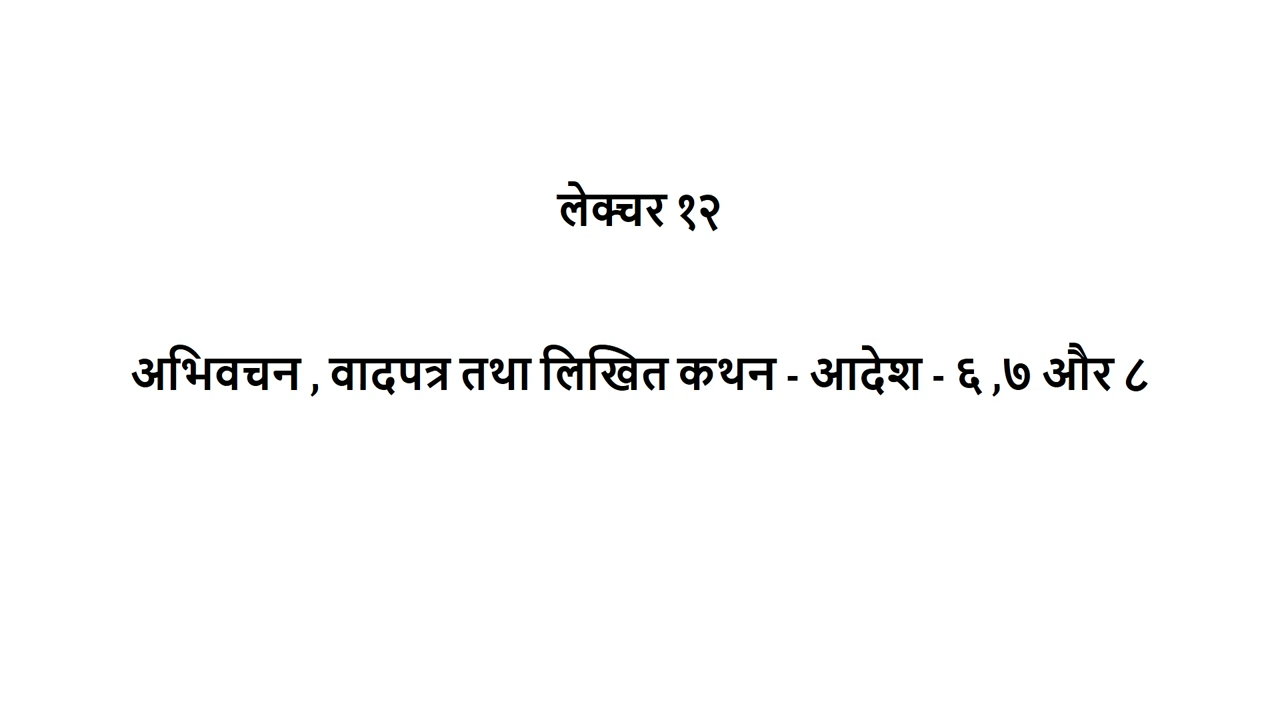 लेक्चर १२
अभिवचन , वादपत्र तथा लिखित कथन - आदेश - ६ ,७ और ८